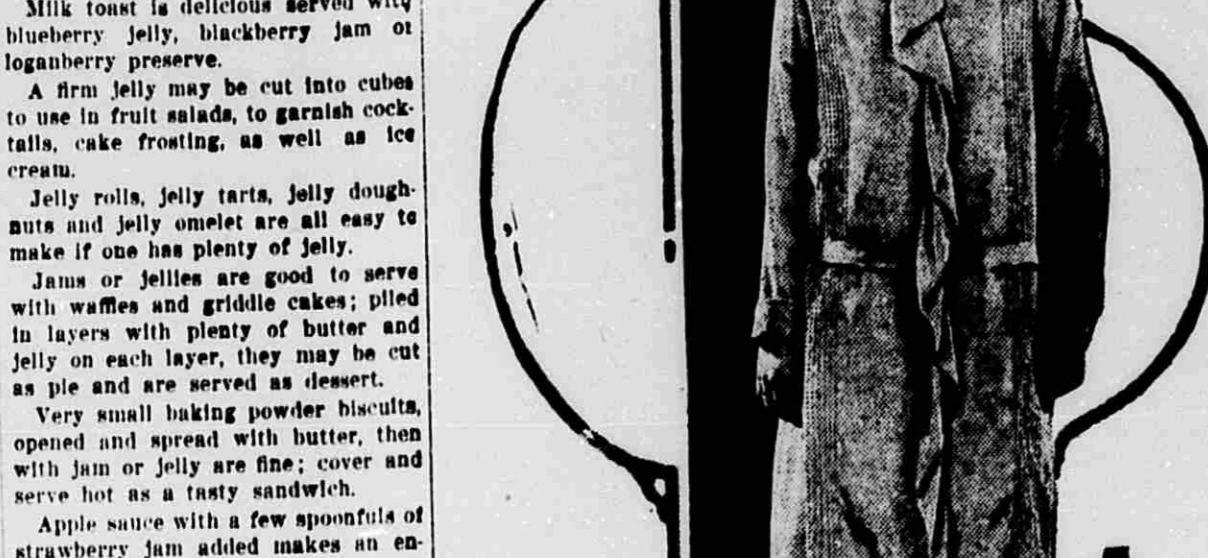 Milk toast is delicious served with
blueberry jelly, blackberry jam or
loganberry preserve.
A firm jelly may be cut into cubes
to use in fruit salads, to garnish cock-
tails, cake frosting, as well as ice
cream.
Jelly rolls, jelly tarts, jelly dough-
nuts and jelly omelet are all easy to
make if one has plenty of jelly.
Jams or jellies are good to serve
with waffles and griddle cakes; piled
in layers with plenty of butter and
jelly on each layer, they may be cut
as pie and are served as dessert.
Very small baking powder biscuits,
opened and spread with butter, then
with jam or jelly are fine; cover and
serve hot as a tasty sandwich.
Apple sauce with a few spoonfuls of
strawberry jam added makes an en-